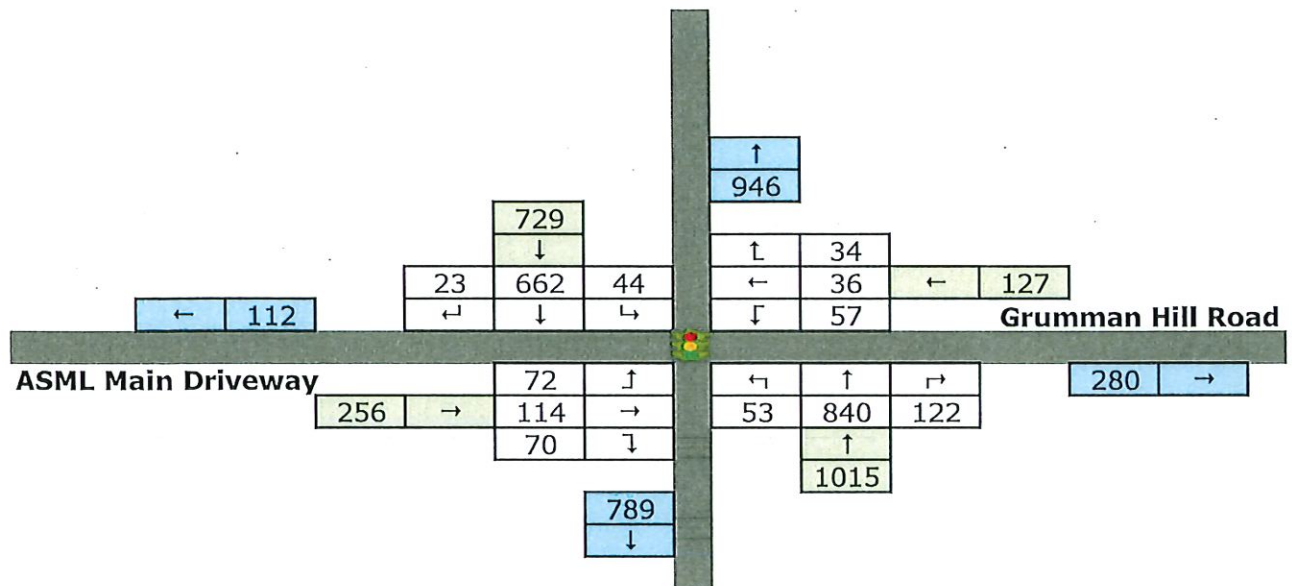 ↑
946
729
↓
↰ 34
23 662 44
← 36 ← 127
↵ ↓ ↳
← 112
↱ 57
Grumman Hill Road
ASML Main Driveway
72 ↑
256 → 114 →
70 ↓
← ↑ →
53 840 122
280 →
↑
1015
789
↓